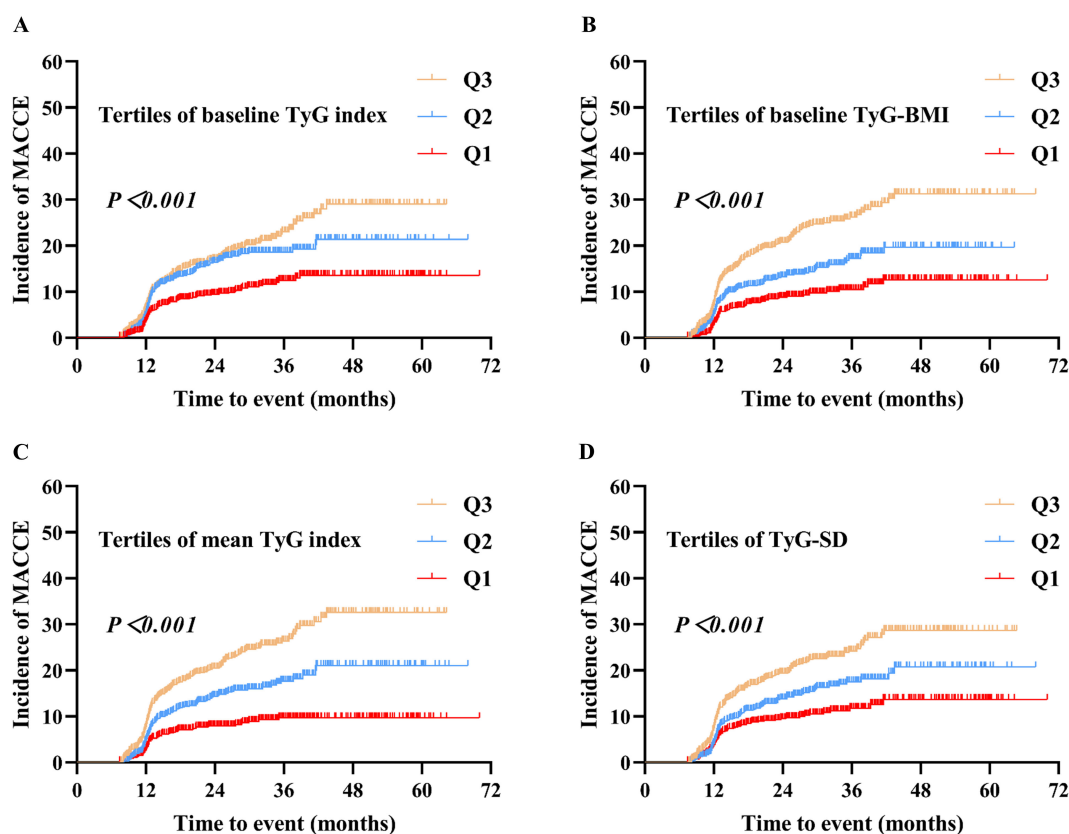 A
Incidence of MACCE
60
50
40
30
20
10
0
Tertiles of baseline TyG index
P<0.001
Q3
Q2
Q1
0 12 24 36 48 60 72
Time to event (months)
B
Incidence of MACCE
60
50
40
30
20
10
0
Tertiles of baseline TyG-BMI
P<0.001
Q3
Q2
Q1
0 12 24 36 48 60 72
Time to event (months)
C
Incidence of MACCE
60
50
40
30
20
10
0
Tertiles of mean TyG index
P<0.001
Q3
Q2
Q1
0 12 24 36 48 60 72
Time to event (months)
D
Incidence of MACCE
60
50
40
30
20
10
0
Tertiles of TyG-SD
P<0.001
Q3
Q2
Q1
0 12 24 36 48 60 72
Time to event (months)